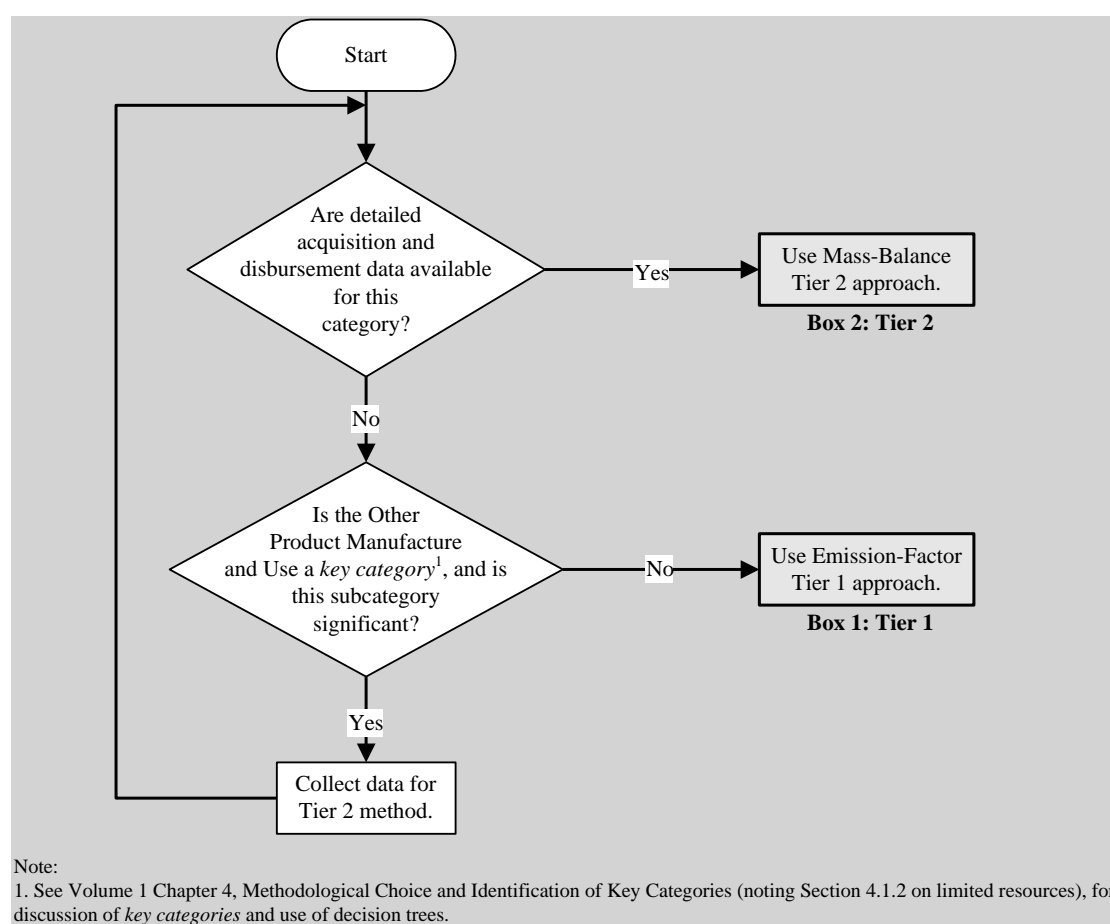 Start
Are detailed
acquisition and
disbursement data available
for this
category?
Yes
Use Mass-Balance
Tier 2 approach.
Box 2: Tier 2
No
Is the Other
Product Manufacture
and Use a key category¹, and is
this subcategory
significant?
No
Use Emission-Factor
Tier 1 approach.
Box 1: Tier 1
Yes
Collect data for
Tier 2 method.
Note:
1. See Volume 1 Chapter 4, Methodological Choice and Identification of Key Categories (noting Section 4.1.2 on limited resources), for
discussion of key categories and use of decision trees.